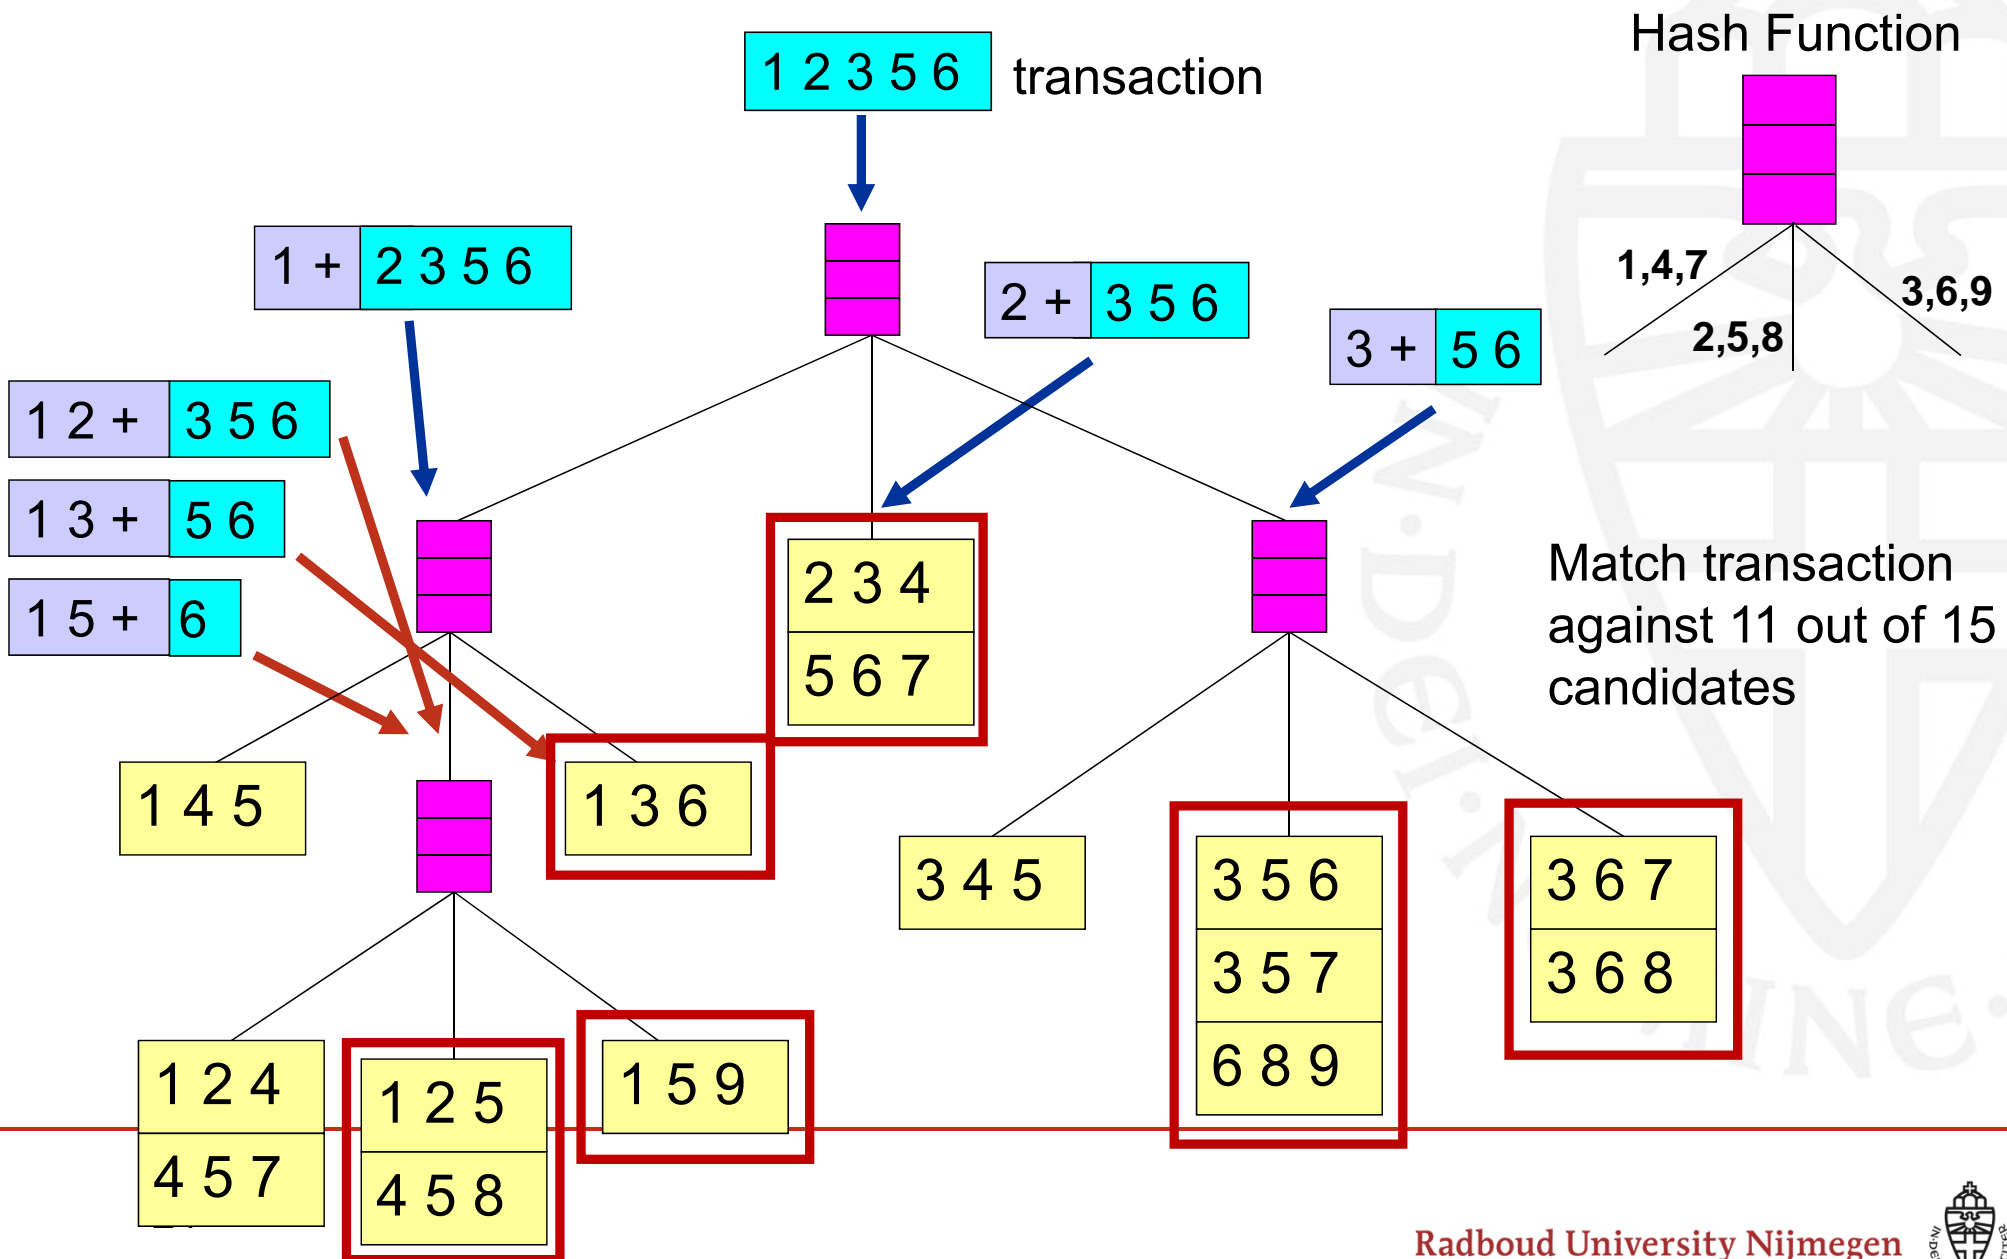 Hash Function
1 2 3 5 6 transaction
1 + 2 3 5 6
2 + 3 5 6
3 + 5 6
1,4,7
2,5,8
3,6,9
1 2 + 3 5 6
1 3 + 5 6
1 5 + 6
Match transaction
against 11 out of 15
candidates
2 3 4
5 6 7
1 4 5
1 3 6
3 4 5
3 5 6
3 5 7
6 8 9
3 6 7
3 6 8
1 2 4
4 5 7
1 2 5
4 5 8
1 5 9
Radboud University Nijmegen